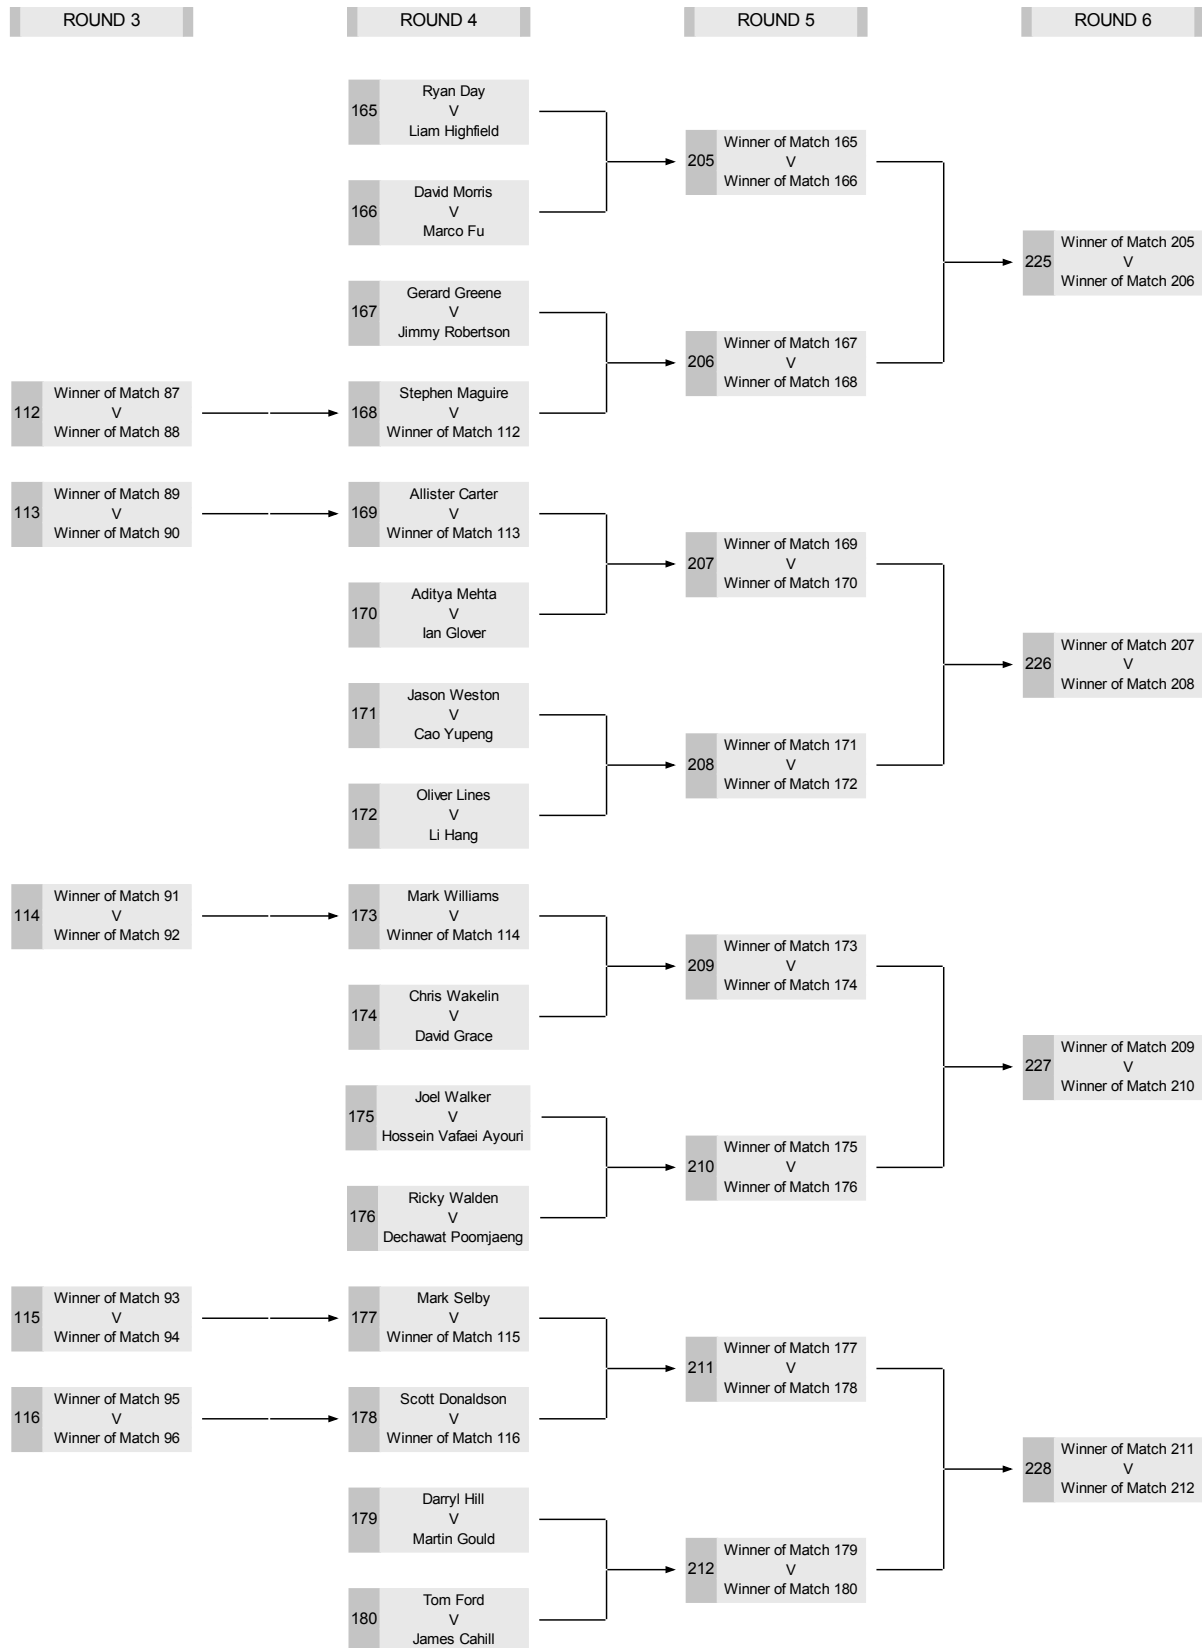 ROUND 3
ROUND 4
ROUND 5
ROUND 6
112
Winner of Match 87
V
Winner of Match 88
113
Winner of Match 89
V
Winner of Match 90
114
Winner of Match 91
V
Winner of Match 92
115
Winner of Match 93
V
Winner of Match 94
116
Winner of Match 95
V
Winner of Match 96
165
Ryan Day
V
Liam Highfield
166
David Morris
V
Marco Fu
167
Gerard Greene
V
Jimmy Robertson
168
Stephen Maguire
V
Winner of Match 112
169
Allister Carter
V
Winner of Match 113
170
Aditya Mehta
V
Ian Glover
171
Jason Weston
V
Cao Yupeng
172
Oliver Lines
V
Li Hang
173
Mark Williams
V
Winner of Match 114
174
Chris Wakelin
V
David Grace
175
Joel Walker
V
Hossein Vafaei Ayouri
176
Ricky Walden
V
Dechawat Poomjaeng
177
Mark Selby
V
Winner of Match 115
178
Scott Donaldson
V
Winner of Match 116
179
Darryl Hill
V
Martin Gould
180
Tom Ford
V
James Cahill
205
Winner of Match 165
V
Winner of Match 166
206
Winner of Match 167
V
Winner of Match 168
207
Winner of Match 169
V
Winner of Match 170
208
Winner of Match 171
V
Winner of Match 172
209
Winner of Match 173
V
Winner of Match 174
210
Winner of Match 175
V
Winner of Match 176
211
Winner of Match 177
V
Winner of Match 178
212
Winner of Match 179
V
Winner of Match 180
225
Winner of Match 205
V
Winner of Match 206
226
Winner of Match 207
V
Winner of Match 208
227
Winner of Match 209
V
Winner of Match 210
228
Winner of Match 211
V
Winner of Match 212